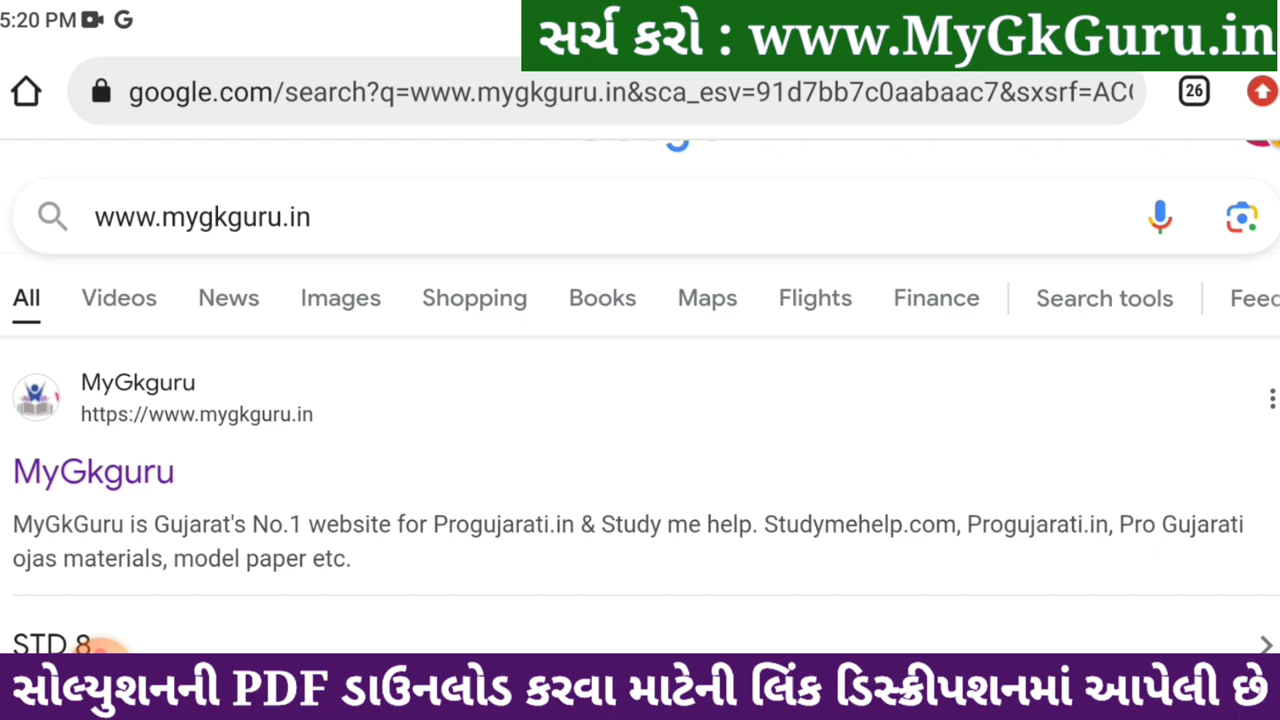 5:20 PM
સર્ચ કરો : www.MyGkGuru.in
google.com/search?q=www.mygkguru.in&sca_esv=91d7bb7c0aabaac7&sxsrf=AC
26
www.mygkguru.in
All Videos News Images Shopping Books Maps Flights Finance Search tools Feed
MyGkguru
https://www.mygkguru.in
MyGkguru
MyGkGuru is Gujarat's No.1 website for Progujarati.in & Study me help. Studymehelp.com, Progujarati.in, Pro Gujarati
ojas materials, model paper etc.
STD 8
સોલ્યુશનની PDF ડાઉનલોડ કરવા માટેની લિંક ડિસ્ક્રીપશનમાં આપેલી છે